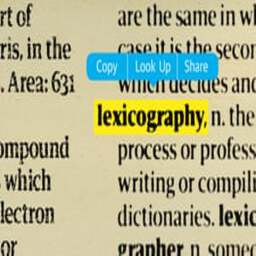 rt of
ris, in the
. Area: 631
ompound
which
lectron
or
are the same in wh
case it is the secon
Copy Look Up Share
which decides and
lexicography, n. the
process or profess
writing or compili
dictionaries. lexic
grapher, n. someo